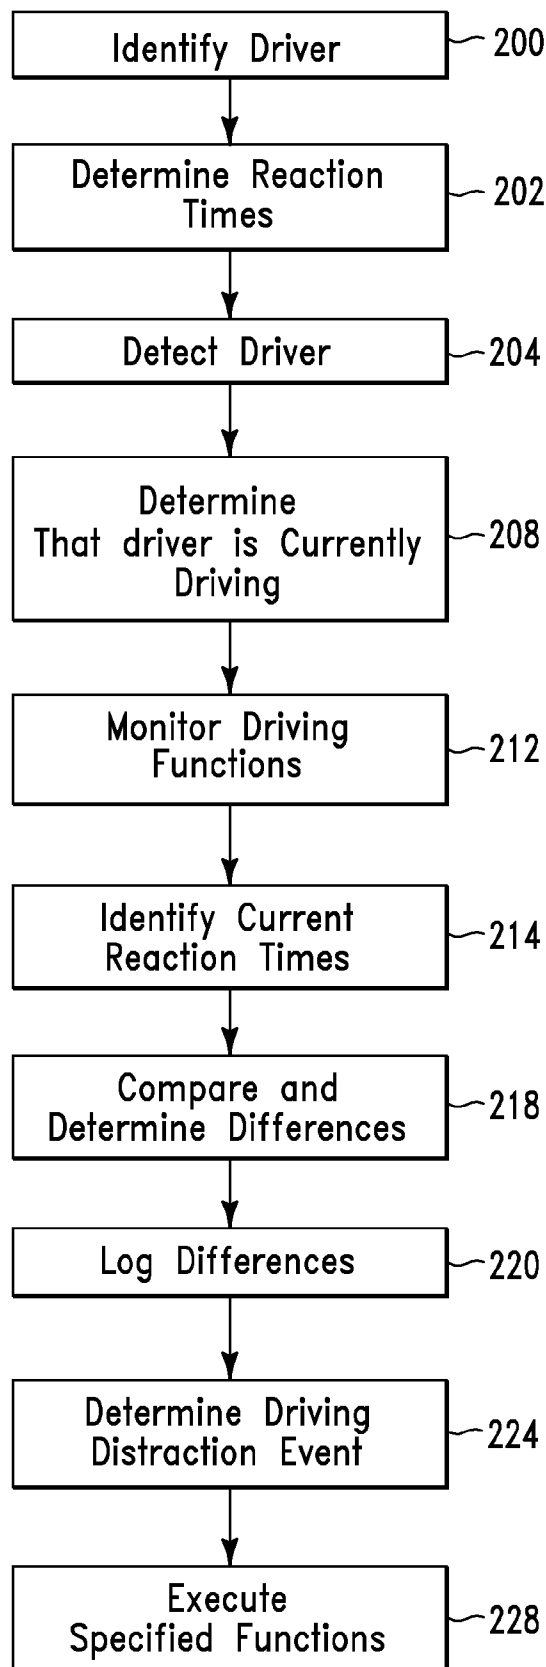 Identify Driver
200
Determine Reaction
Times
202
Detect Driver
204
Determine
That driver is Currently
Driving
208
Monitor Driving
Functions
212
Identify Current
Reaction Times
214
Compare and
Determine Differences
218
Log Differences
220
Determine Driving
Distraction Event
224
Execute
Specified Functions
228